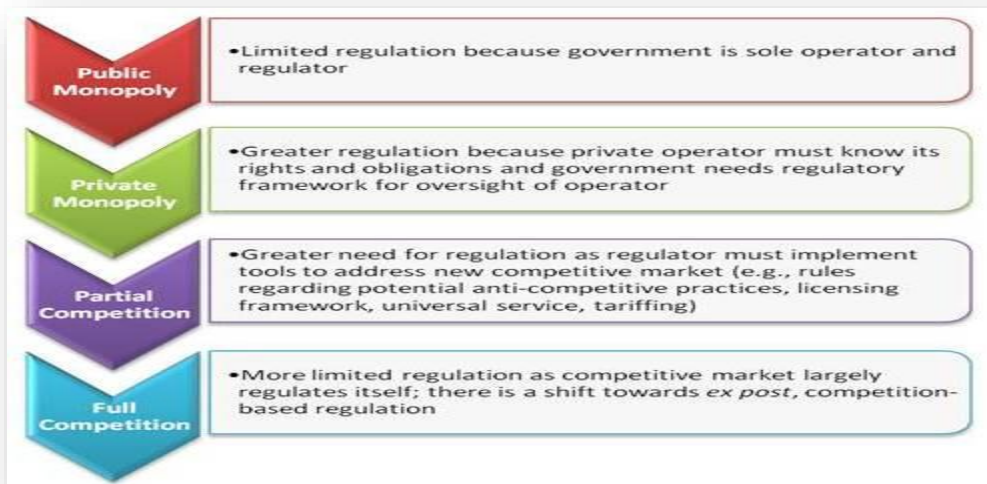 Public
Monopoly
•Limited regulation because government is sole operator and
regulator
Private
Monopoly
•Greater regulation because private operator must know its
rights and obligations and government needs regulatory
framework for oversight of operator
Partial
Competition
•Greater need for regulation as regulator must implement
tools to address new competitive market (e.g., rules
regarding potential anti-competitive practices, licensing
framework, universal service, tariffing)
Full
Competition
•More limited regulation as competitive market largely
regulates itself; there is a shift towards ex post, competition-
based regulation